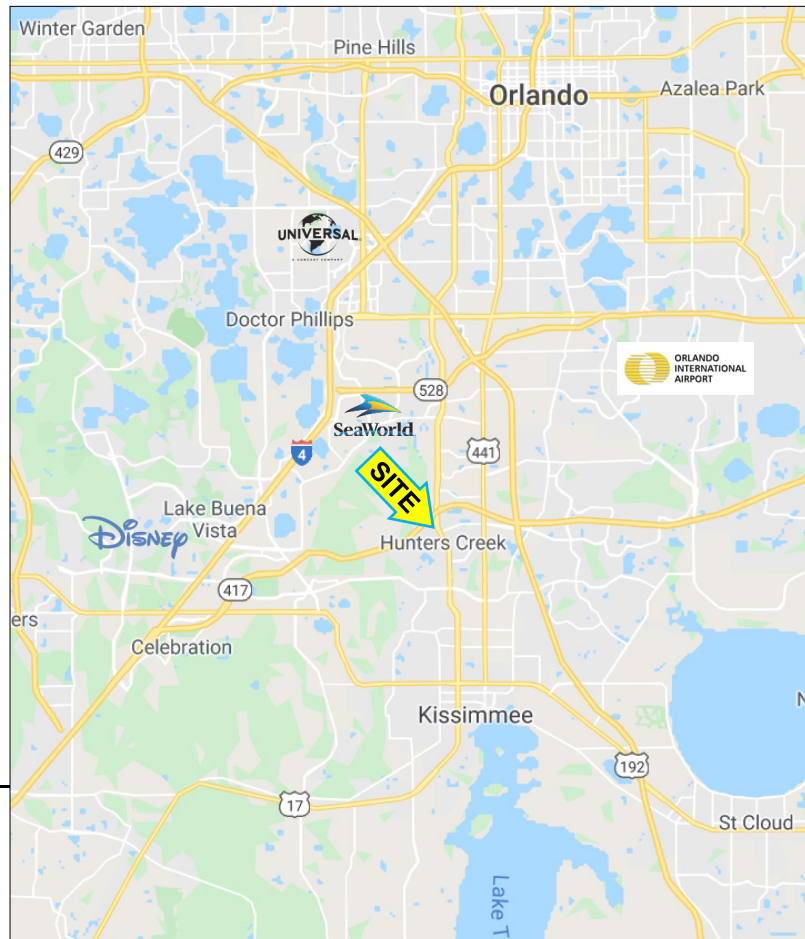 Winter Garden
Pine Hills
Orlando
Azalea Park
429
UNIVERSAL
A COMCAST COMPANY
Doctor Phillips
ORLANDO
INTERNATIONAL
AIRPORT
528
SeaWorld
4
441
SITE
Lake Buena
Vista
Disney
Hunters Creek
417
ers
Celebration
N
Kissimmee
192
17
St Cloud
Lake T